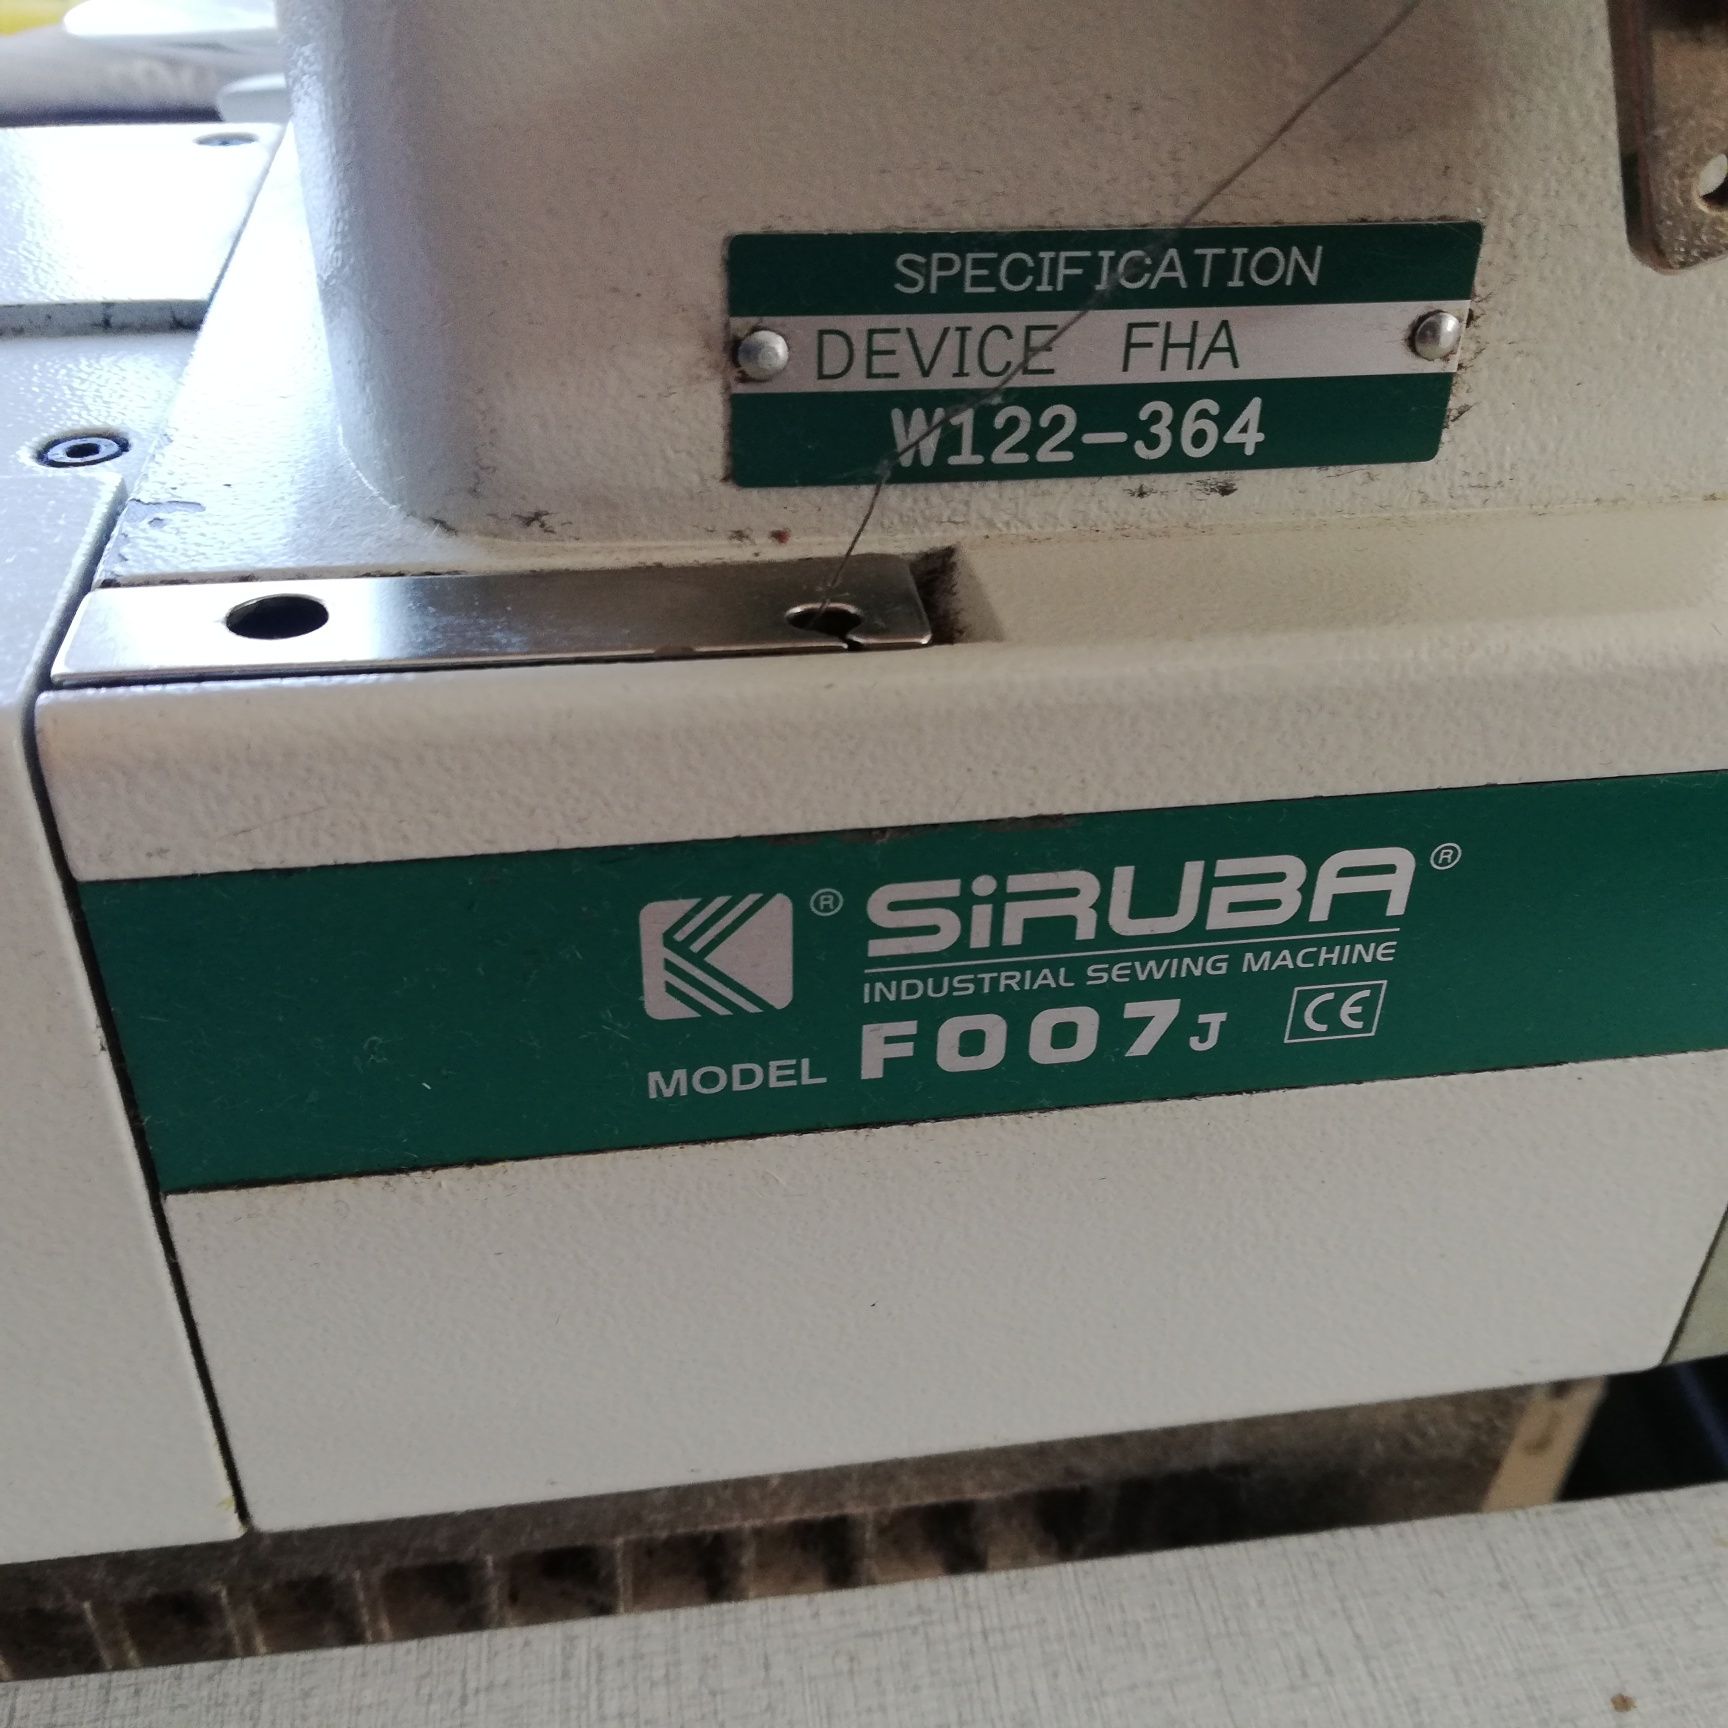 SPECIFICATION
DEVICE FHA
W122-364
® SiRUBA ®
INDUSTRIAL SEWING MACHINE
MODEL F007J CE